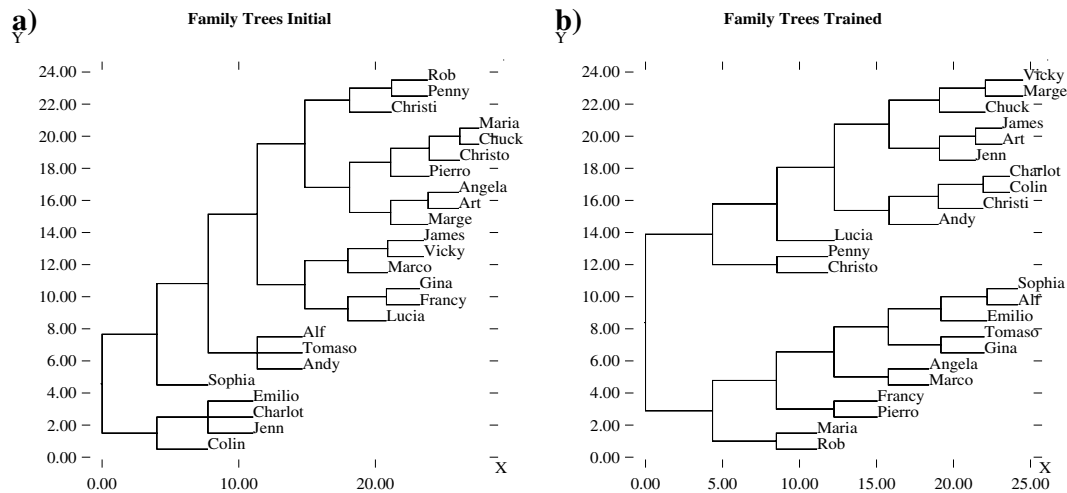 a)
Family Trees Initial
Y
24.00
22.00
20.00
18.00
16.00
14.00
12.00
10.00
8.00
6.00
4.00
2.00
0.00
Rob
Penny
Christi
Maria
Chuck
Christo
Pierro
Angela
Art
Marge
James
Vicky
Marco
Gina
Francy
Lucia
Alf
Tomaso
Andy
Sophia
Emilio
Charlot
Jenn
Colin
X
0.00 10.00 20.00
b)
Family Trees Trained
Y
24.00
22.00
20.00
18.00
16.00
14.00
12.00
10.00
8.00
6.00
4.00
2.00
0.00
Vicky
Marge
Chuck
James
Art
Jenn
Charlot
Colin
Christi
Andy
Lucia
Penny
Christo
Sophia
Alf
Emilio
Tomaso
Gina
Angela
Marco
Francy
Pierro
Maria
Rob
X
0.00 5.00 10.00 15.00 20.00 25.00